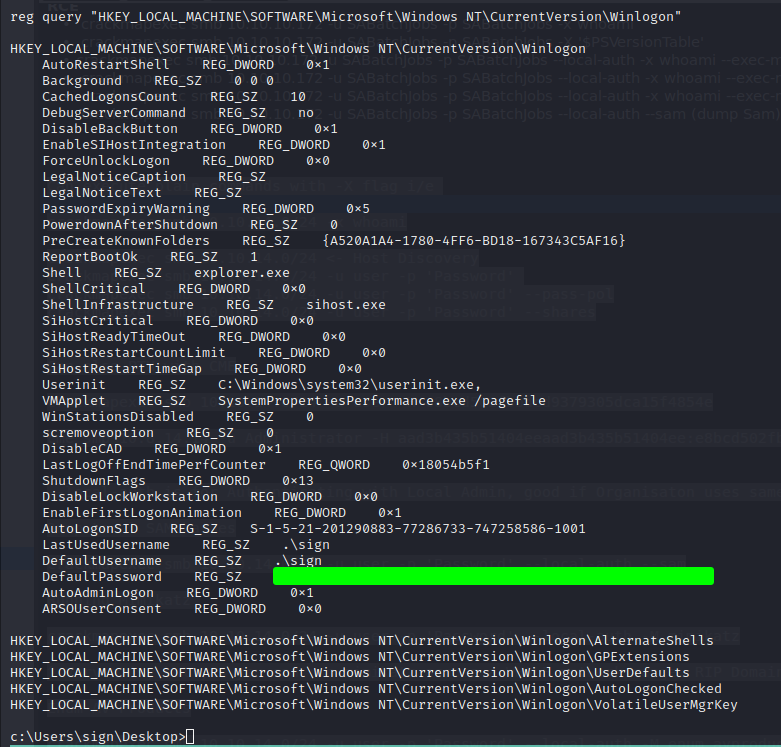 reg query "HKEY_LOCAL_MACHINE\SOFTWARE\Microsoft\Windows NT\CurrentVersion\Winlogon"
HKEY_LOCAL_MACHINE\SOFTWARE\Microsoft\Windows NT\CurrentVersion\Winlogon
AutoRestartShell REG_DWORD 0×1
Background REG_SZ 0 0 0
CachedLogonsCount REG_SZ 10
DebugServerCommand REG_SZ no
DisableBackButton REG_DWORD 0×1
EnableSIHostIntegration REG_DWORD 0×1
ForceUnlockLogon REG_DWORD 0×0
LegalNoticeCaption REG_SZ
LegalNoticeText REG_SZ
PasswordExpiryWarning REG_DWORD 0×5
PowerdownAfterShutdown REG_SZ 0
PreCreateKnownFolders REG_SZ {A520A1A4-1780-4FF6-BD18-167343C5AF16}
ReportBootOk REG_SZ 1
Shell REG_SZ explorer.exe
ShellCritical REG_DWORD 0×0
ShellInfrastructure REG_SZ sihost.exe
SiHostCritical REG_DWORD 0×0
SiHostReadyTimeOut REG_DWORD 0×0
SiHostRestartCountLimit REG_DWORD 0×0
SiHostRestartTimeGap REG_DWORD 0×0
Userinit REG_SZ C:\Windows\system32\userinit.exe,
VMApplet REG_SZ SystemPropertiesPerformance.exe /pagefile
WinStationsDisabled REG_SZ 0
scremoveoption REG_SZ 0
DisableCAD REG_DWORD 0×1
LastLogOffEndTimePerfCounter REG_QWORD 0×18054b5f1
ShutdownFlags REG_DWORD 0×13
DisableLockWorkstation REG_DWORD 0×0
EnableFirstLogonAnimation REG_DWORD 0×1
AutoLogonSID REG_SZ S-1-5-21-201290883-77286733-747258586-1001
LastUsedUsername REG_SZ .\sign
DefaultUsername REG_SZ .\sign
DefaultPassword REG_SZ
AutoAdminLogon REG_DWORD 0×1
ARSOUserConsent REG_DWORD 0×0
HKEY_LOCAL_MACHINE\SOFTWARE\Microsoft\Windows NT\CurrentVersion\Winlogon\AlternateShells
HKEY_LOCAL_MACHINE\SOFTWARE\Microsoft\Windows NT\CurrentVersion\Winlogon\GPExtensions
HKEY_LOCAL_MACHINE\SOFTWARE\Microsoft\Windows NT\CurrentVersion\Winlogon\UserDefaults
HKEY_LOCAL_MACHINE\SOFTWARE\Microsoft\Windows NT\CurrentVersion\Winlogon\AutoLogonChecked
HKEY_LOCAL_MACHINE\SOFTWARE\Microsoft\Windows NT\CurrentVersion\Winlogon\VolatileUserMgrKey
c:\Users\sign\Desktop>